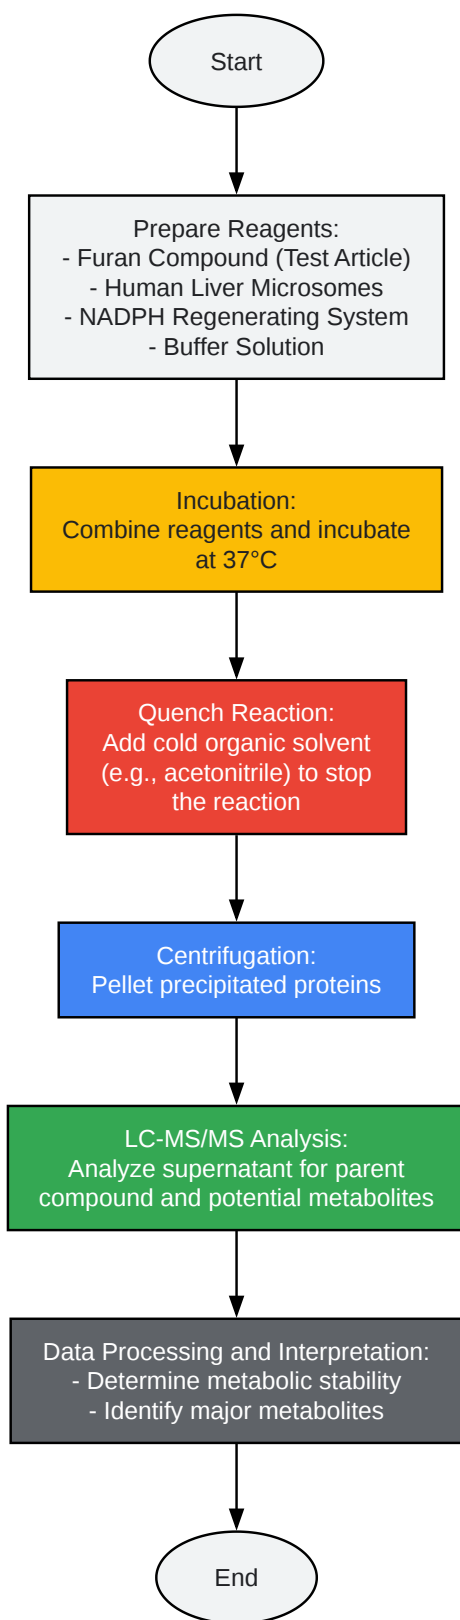 Start
Prepare Reagents:
- Furan Compound (Test Article)
- Human Liver Microsomes
- NADPH Regenerating System
- Buffer Solution
Incubation:
Combine reagents and incubate
at 37°C
Quench Reaction:
Add cold organic solvent
(e.g., acetonitrile) to stop
the reaction
Centrifugation:
Pellet precipitated proteins
LC-MS/MS Analysis:
Analyze supernatant for parent
compound and potential metabolites
Data Processing and Interpretation:
- Determine metabolic stability
- Identify major metabolites
End